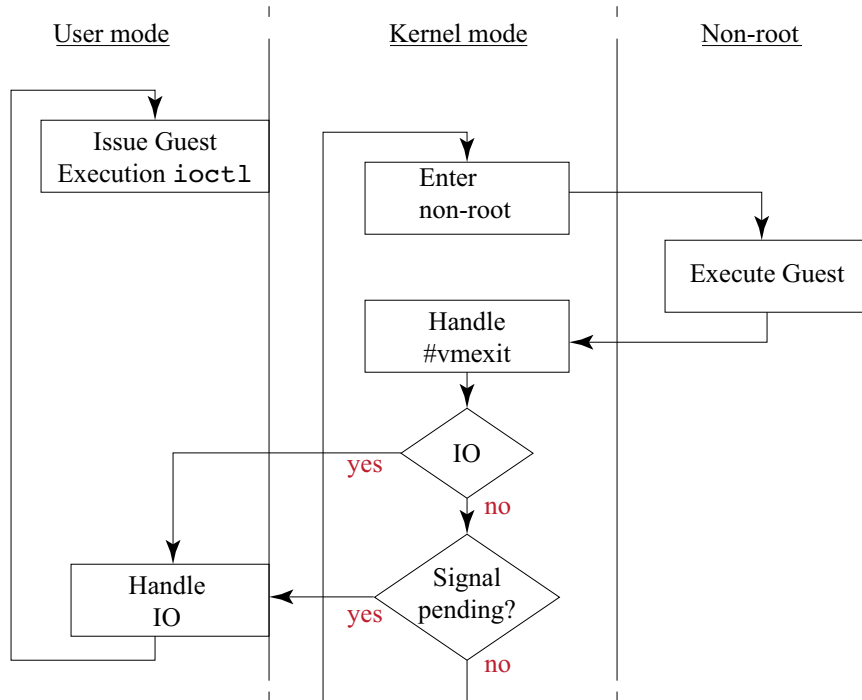 User mode
Kernel mode
Non-root
Issue Guest
Execution ioctl
Enter
non-root
Execute Guest
Handle
#vmexit
IO
yes
no
Handle
IO
Signal
pending?
yes
no